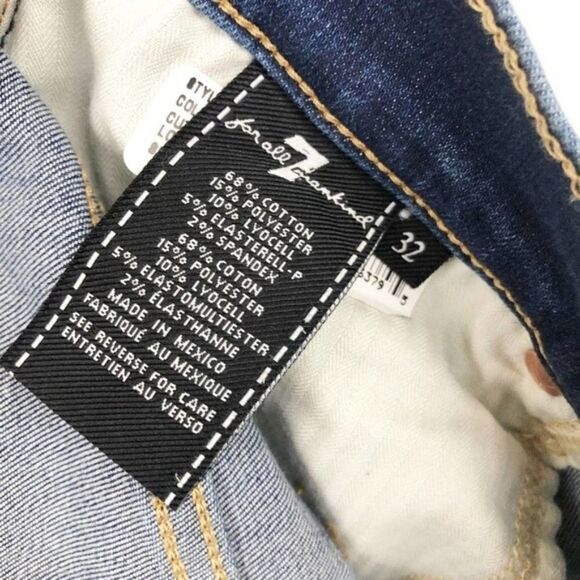 for all 7 mankind
32
68% COTTON
15% POLYESTER
10% LYOCELL
5% ELASTERELL-P
2% SPANDEX
68% COTON
15% POLYESTER
10% LYOCELL
5% ELASTOMULTIESTER
2% ELASTHANNE
MADE IN MEXICO
FABRIQUÉ AU MEXIQUE
SEE REVERSE FOR CARE
ENTRETIEN AU VERSO
6379 5